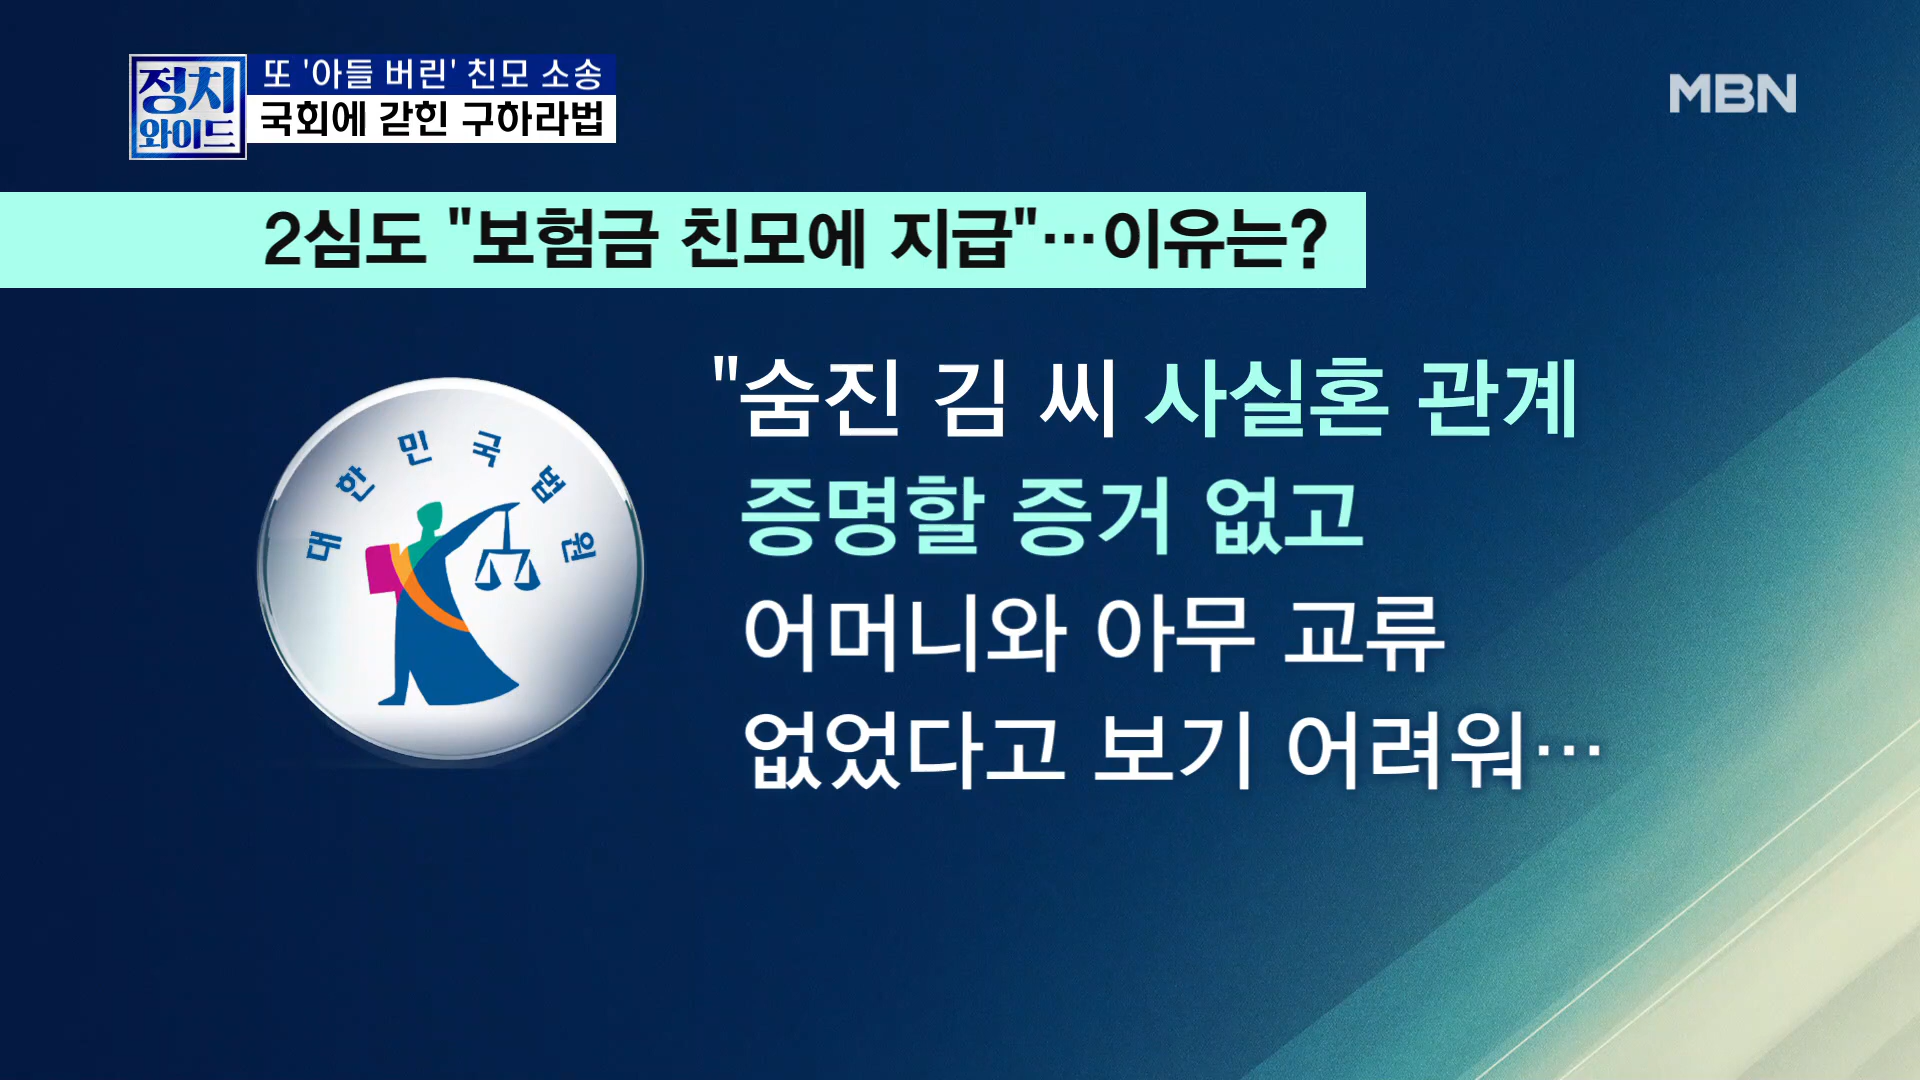 정치
와이드
또 '아들 버린' 친모 소송
국회에 갇힌 구하라법
MBN
2심도 "보험금 친모에 지급"…이유는?
대한민국법원
"숨진 김 씨 사실혼 관계
증명할 증거 없고
어머니와 아무 교류
없었다고 보기 어려워…